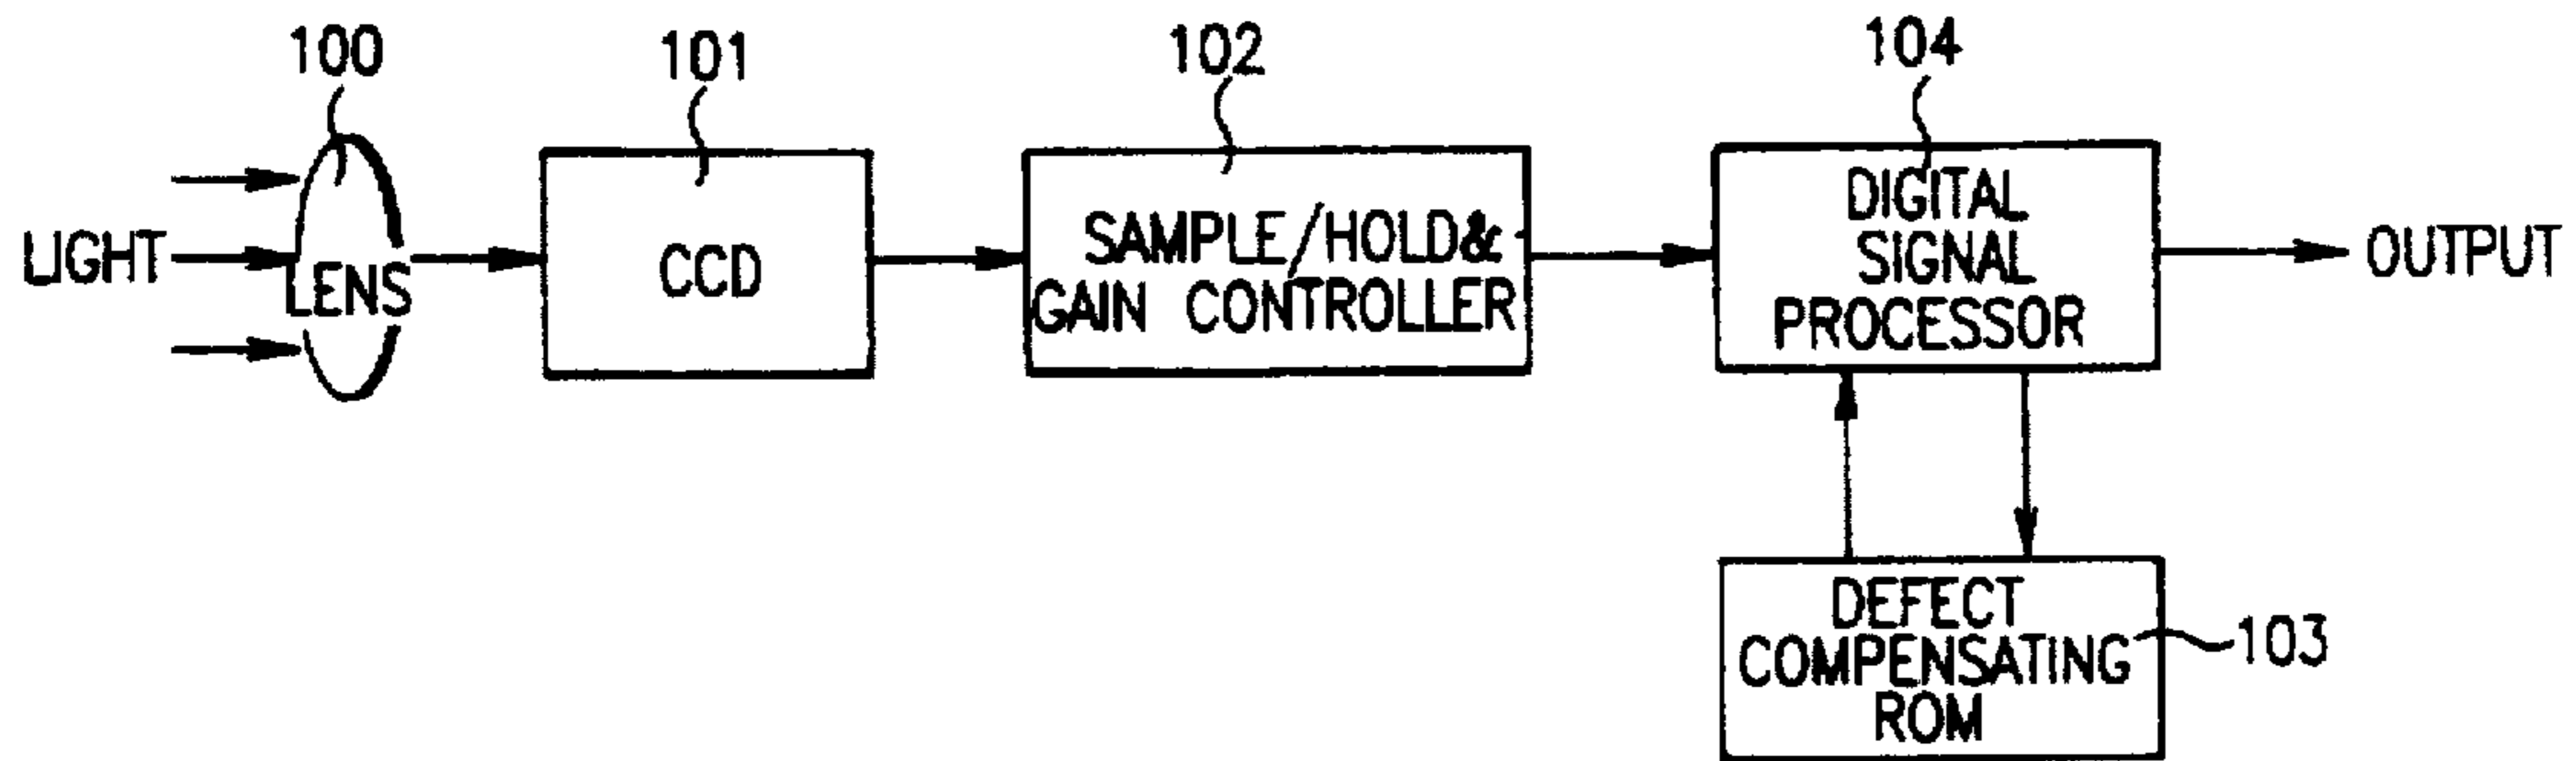 100
101
102
104
LIGHT
LENS
CCD
SAMPLE/HOLD&
GAIN CONTROLLER
DIGITAL
SIGNAL
PROCESSOR
OUTPUT
DEFECT
COMPENSATING
ROM
103